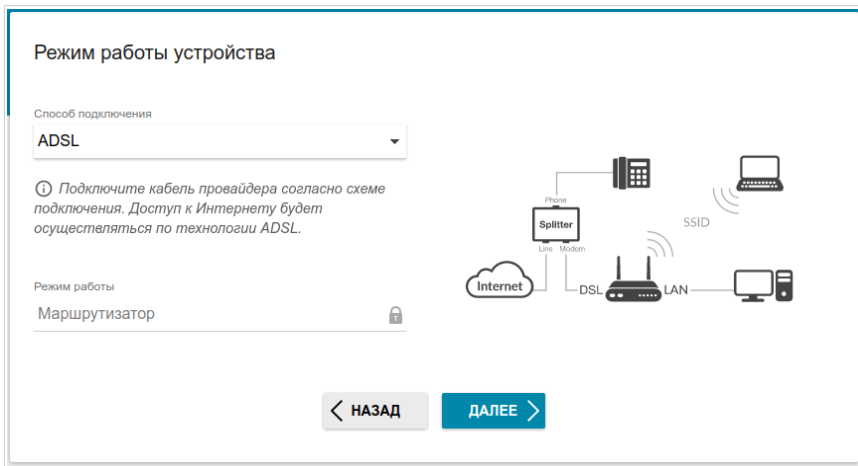 Режим работы устройства
Способ подключения
ADSL
Подключите кабель провайдера согласно схеме
подключения. Доступ к Интернету будет
осуществляться по технологии ADSL.
Режим работы
Маршрутизатор
Phone
Splitter
Line Modem
SSID
Internet
DSL
LAN
НАЗАД
ДАЛЕЕ